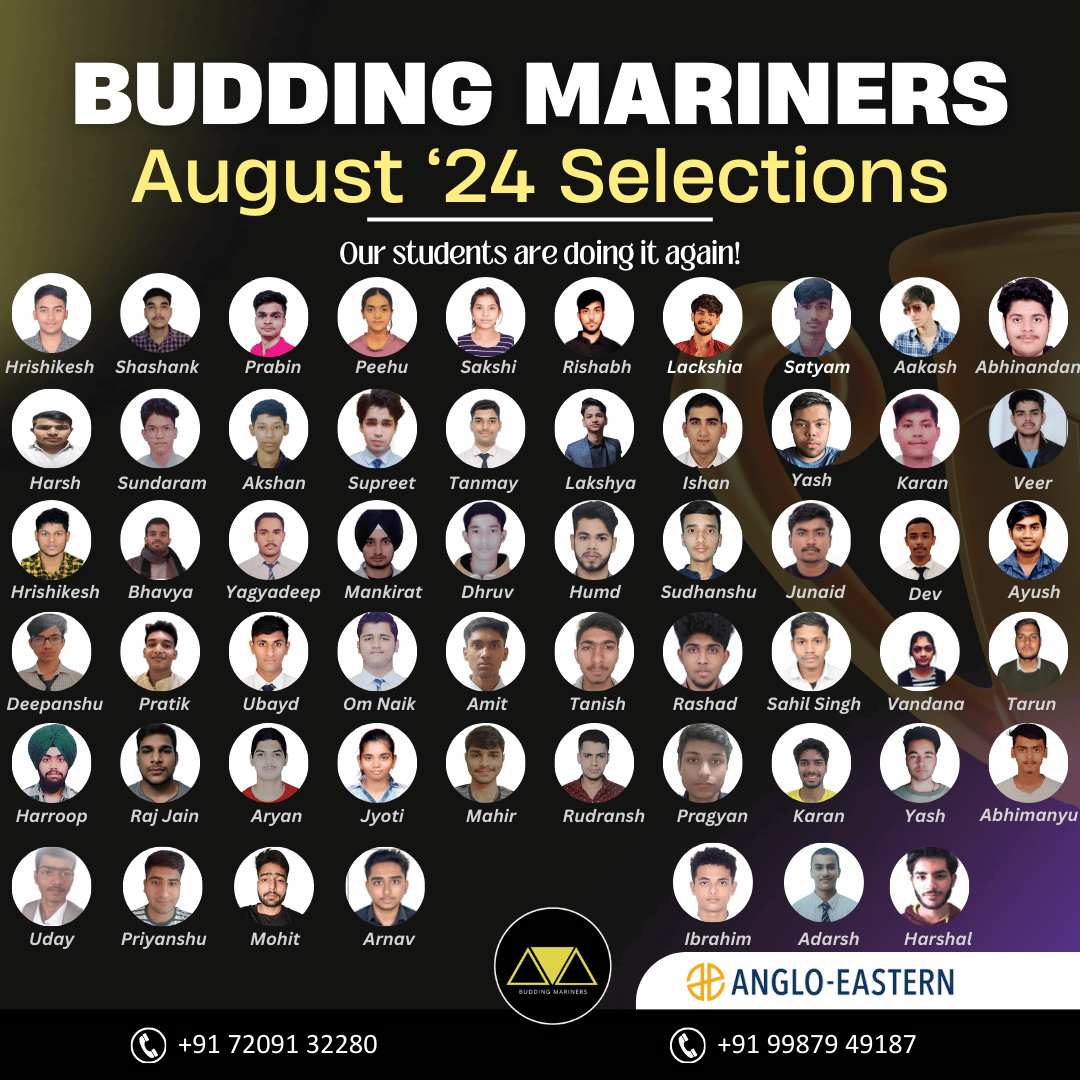 BUDDING MARINERS
August ‘24 Selections
Our students are doing it again!
Hrishikesh Shashank Prabin Peehu Sakshi Rishabh Lackshia Satyam Aakash Abhinandan
Harsh Sundaram Akshan Supreet Tanmay Lakshya Ishan Yash Karan Veer
Hrishikesh Bhavya Yagyadeep Mankirat Dhruv Humd Sudhanshu Junaid Dev Ayush
Deepanshu Pratik Ubayd Om Naik Amit Tanish Rashad Sahil Singh Vandana Tarun
Harroop Raj Jain Aryan Jyoti Mahir Rudransh Pragyan Karan Yash Abhimanyu
Uday Priyanshu Mohit Arnav Ibrahim Adarsh Harshal
BUDDING MARINERS
ANGLO-EASTERN
+91 72091 32280 +91 99879 49187